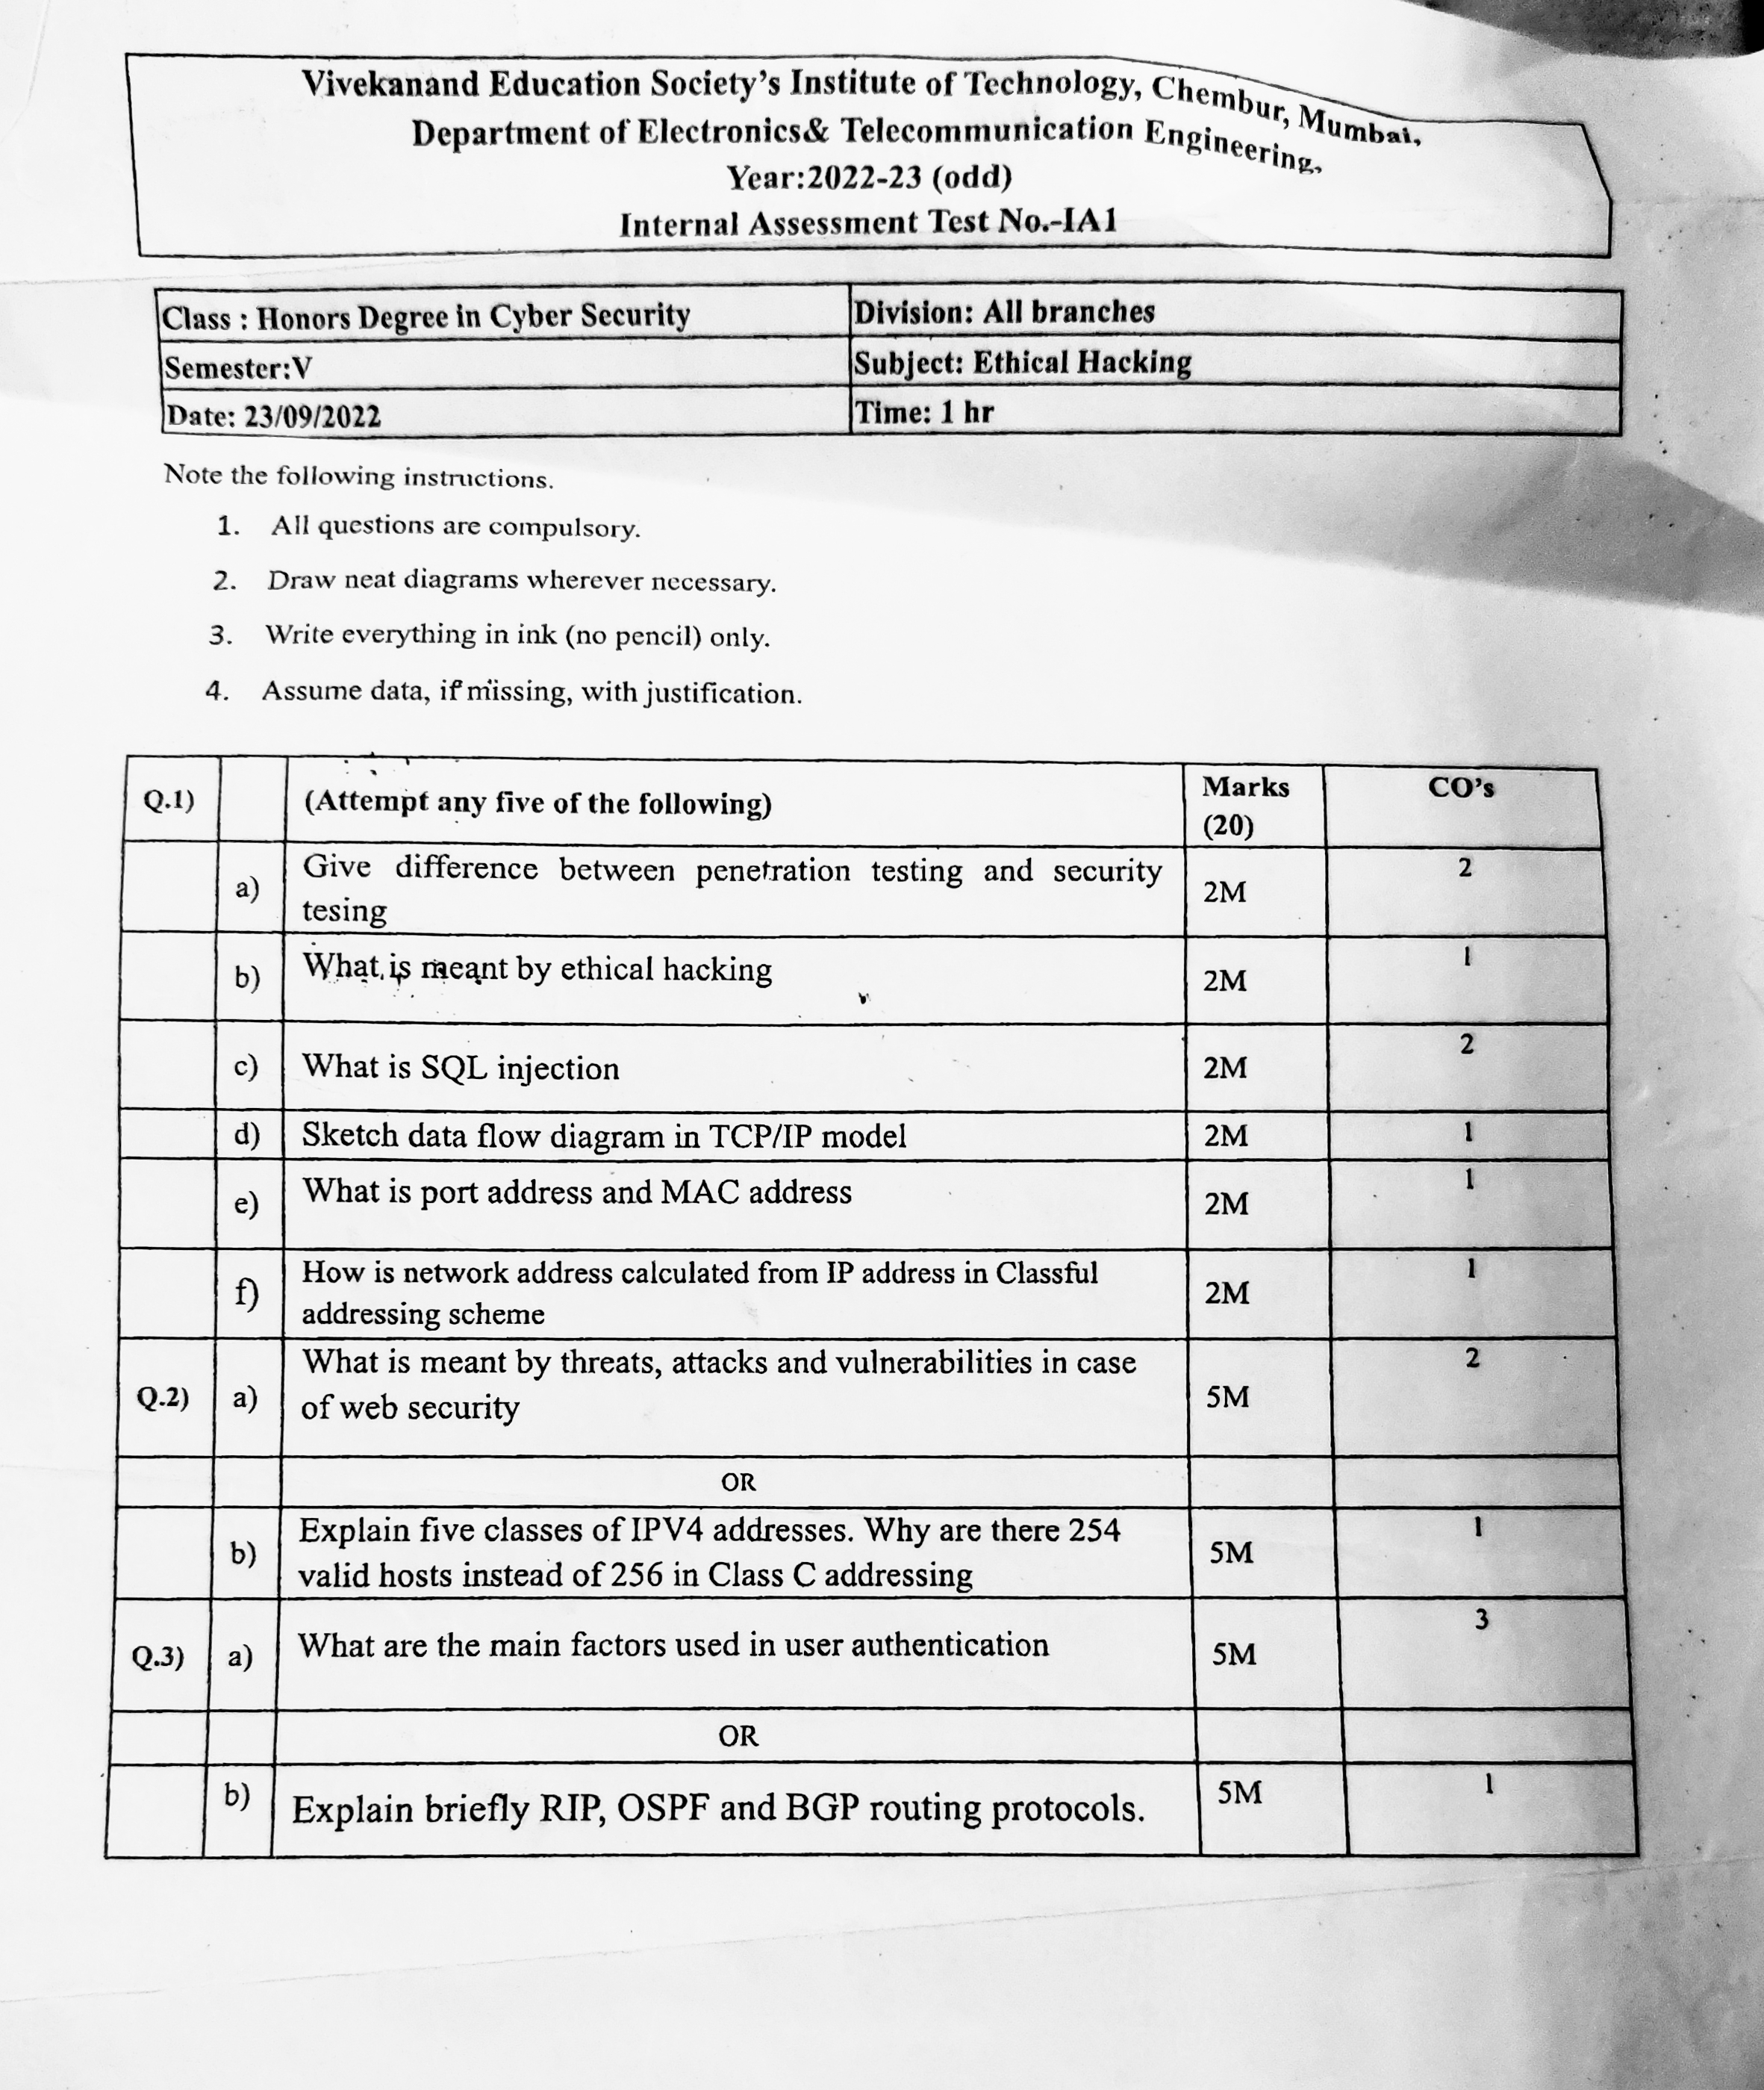 Vivekanand Education Society's Institute of Technology, Chembur, Mumbai,
Department of Electronics& Telecommunication Engineering,
Year:2022-23 (odd)
Internal Assessment Test No.-IA1
Class : Honors Degree in Cyber Security
Division: All branches
Semester:V
Subject: Ethical Hacking
Date: 23/09/2022
Time: 1 hr
Note the following instructions.
1. All questions are compulsory.
2. Draw neat diagrams wherever necessary.
3. Write everything in ink (no pencil) only.
4. Assume data, if missing, with justification.
Q.1) (Attempt any five of the following) Marks CO's
(20)
a) Give difference between penetration testing and security 2M 2
tesing
b) What is meant by ethical hacking 2M 1
c) What is SQL injection 2M 2
d) Sketch data flow diagram in TCP/IP model 2M 1
e) What is port address and MAC address 2M 1
f) How is network address calculated from IP address in Classful 2M 1
addressing scheme
Q.2) a) What is meant by threats, attacks and vulnerabilities in case 5M 2
of web security
OR
b) Explain five classes of IPV4 addresses. Why are there 254 5M 1
valid hosts instead of 256 in Class C addressing
Q.3) a) What are the main factors used in user authentication 5M 3
OR
b) Explain briefly RIP, OSPF and BGP routing protocols. 5M 1